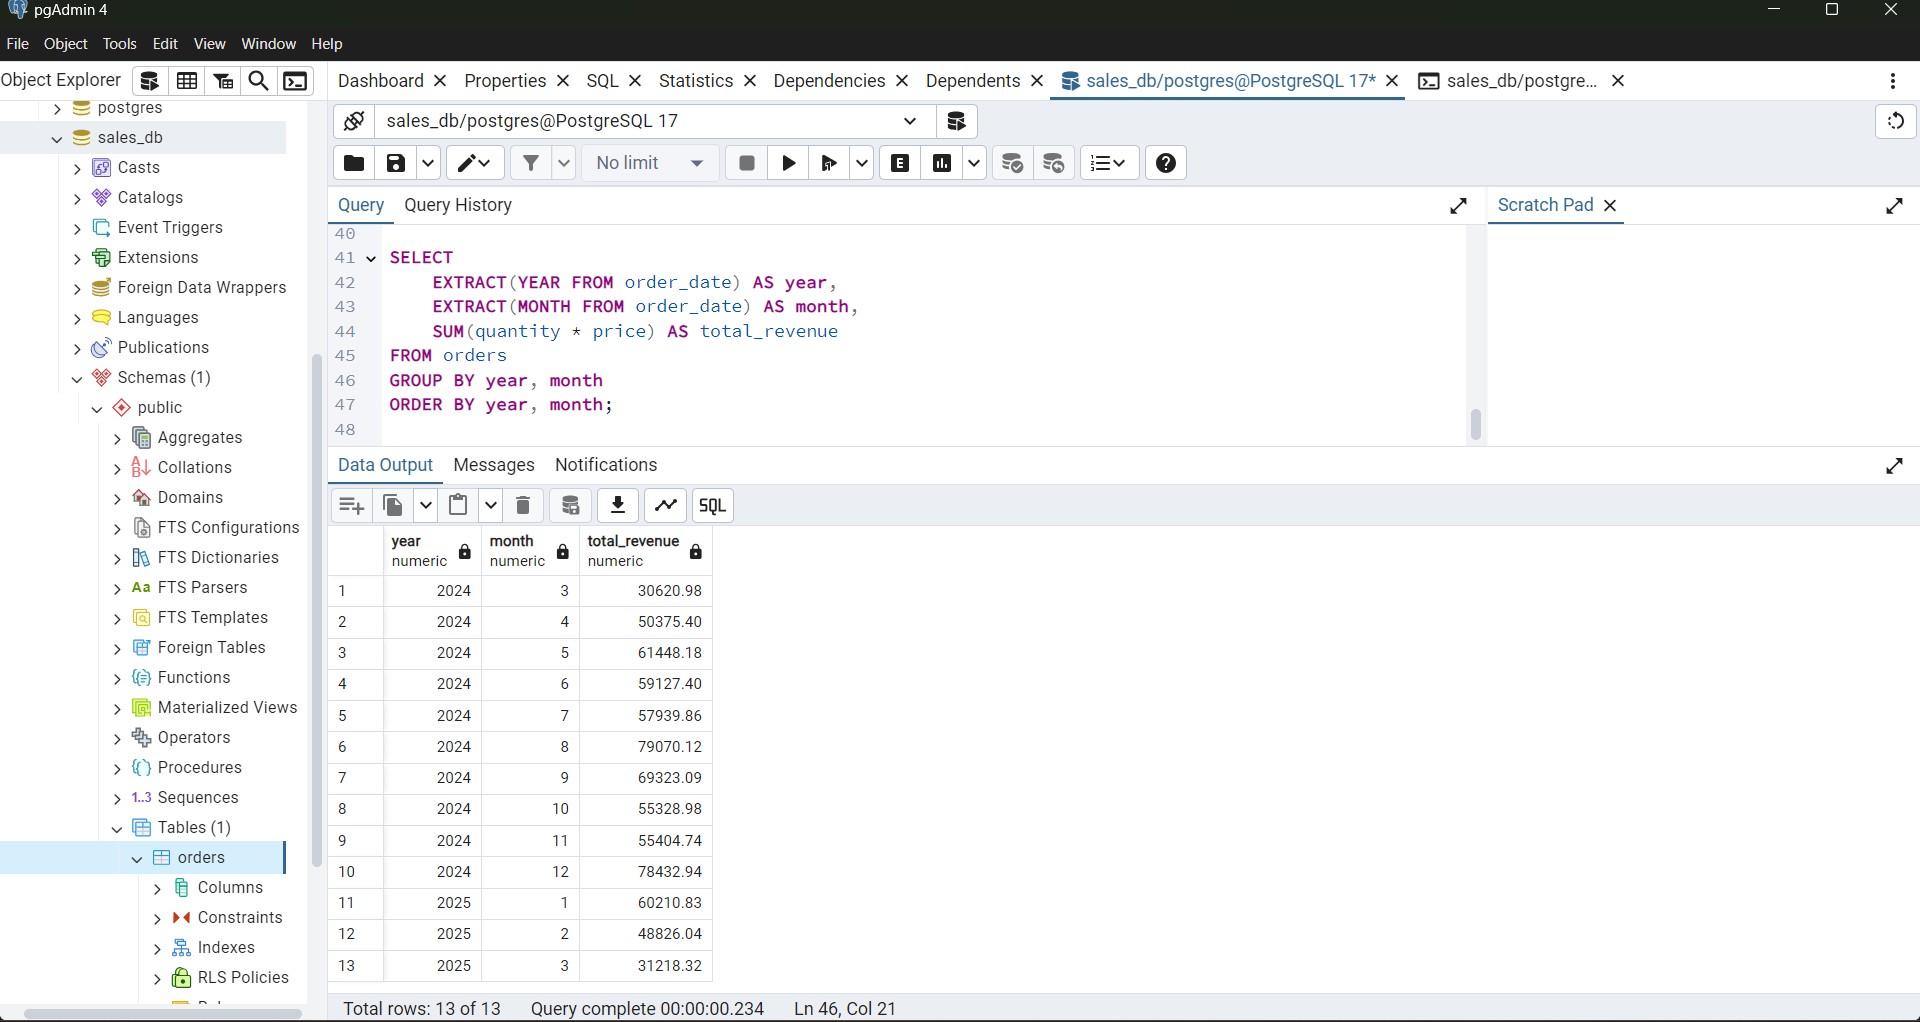 pgAdmin 4
File Object Tools Edit View Window Help
Object Explorer
Dashboard Properties SQL Statistics Dependencies Dependents sales_db/postgres@PostgreSQL 17* sales_db/postgre...
postgres
sales_db
Casts
Catalogs
Event Triggers
Extensions
Foreign Data Wrappers
Languages
Publications
Schemas (1)
public
Aggregates
Collations
Domains
FTS Configurations
FTS Dictionaries
Aa FTS Parsers
FTS Templates
Foreign Tables
Functions
Materialized Views
Operators
Procedures
1..3 Sequences
Tables (1)
orders
Columns
Constraints
Indexes
RLS Policies
sales_db/postgres@PostgreSQL 17
No limit E
Query Query History
Scratch Pad
40
41 SELECT
42 EXTRACT(YEAR FROM order_date) AS year,
43 EXTRACT(MONTH FROM order_date) AS month,
44 SUM(quantity * price) AS total_revenue
45 FROM orders
46 GROUP BY year, month
47 ORDER BY year, month;
48
Data Output Messages Notifications
SQL
year month total_revenue
numeric numeric numeric
1 2024 3 30620.98
2 2024 4 50375.40
3 2024 5 61448.18
4 2024 6 59127.40
5 2024 7 57939.86
6 2024 8 79070.12
7 2024 9 69323.09
8 2024 10 55328.98
9 2024 11 55404.74
10 2024 12 78432.94
11 2025 1 60210.83
12 2025 2 48826.04
13 2025 3 31218.32
Total rows: 13 of 13 Query complete 00:00:00.234 Ln 46, Col 21